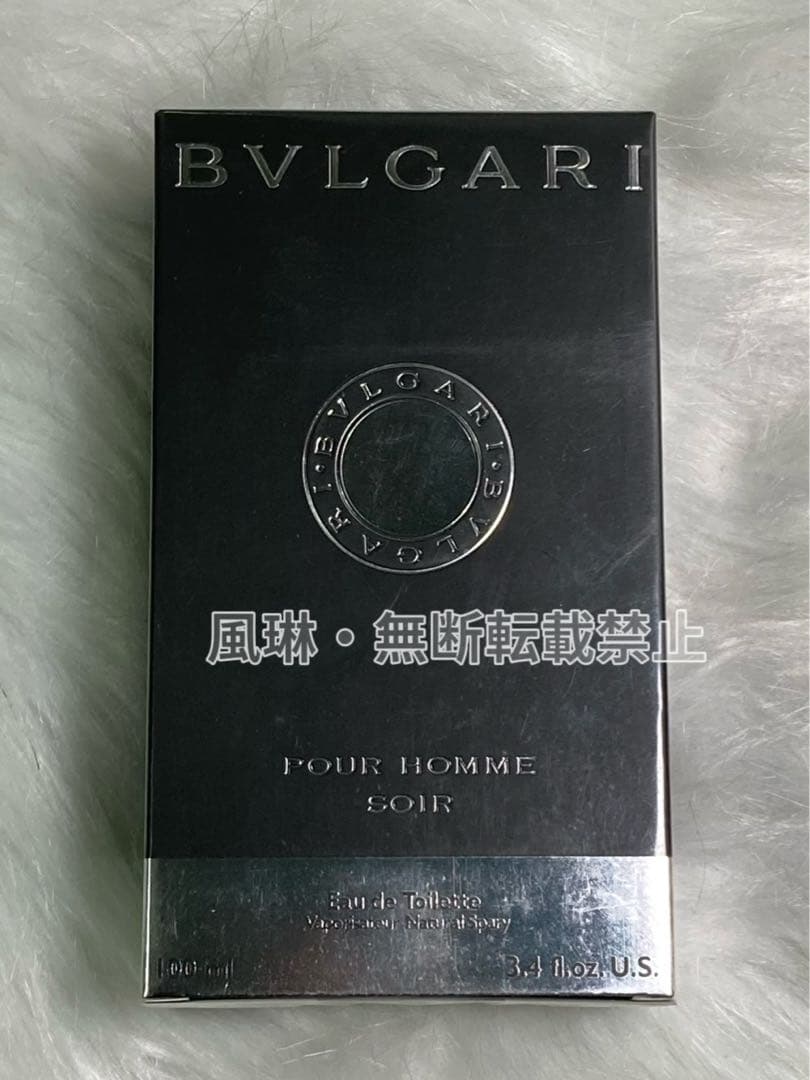 BVLGARI
BVLGARI・BVLGARI・
風琳・無断転載禁止
POUR HOMME
SOIR
Eau de Toilette
Vaporisateur-Natural Spary
100 ml
3.4 fl.oz. U.S.